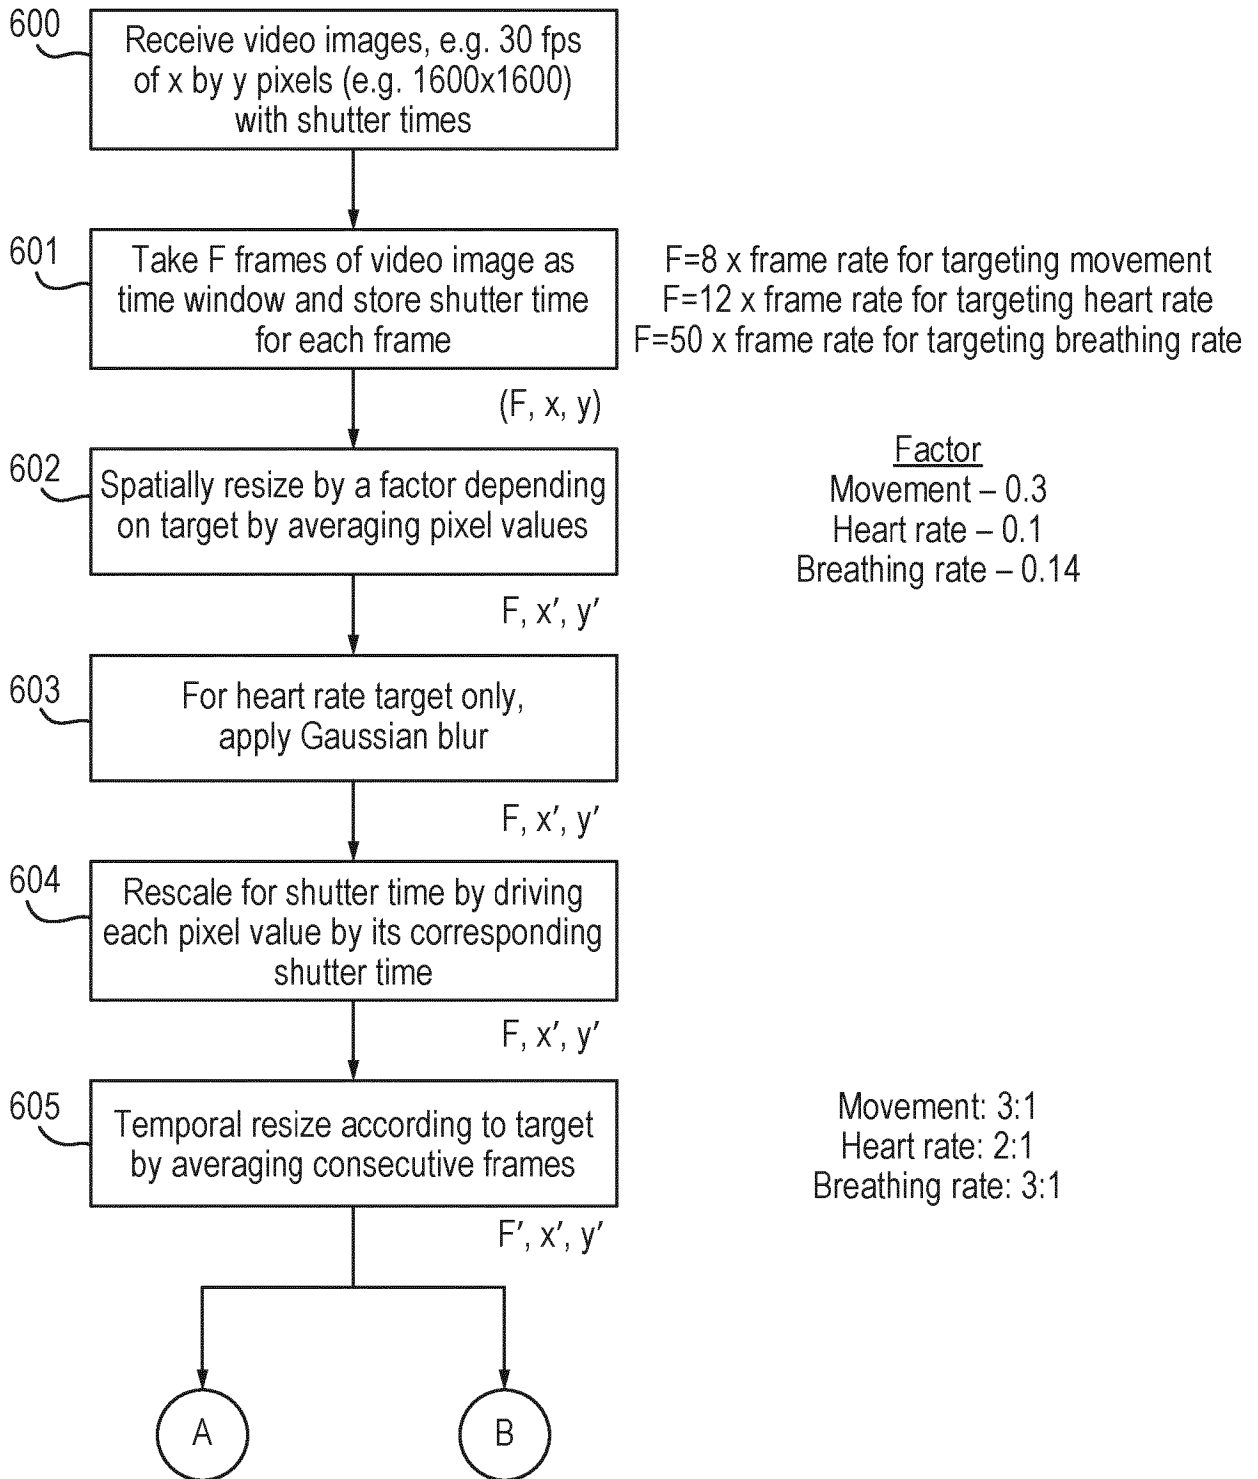 600
Receive video images, e.g. 30 fps
of x by y pixels (e.g. 1600x1600)
with shutter times
601
Take F frames of video image as
time window and store shutter time
for each frame
F=8 x frame rate for targeting movement
F=12 x frame rate for targeting heart rate
F=50 x frame rate for targeting breathing rate
(F, x, y)
602
Spatially resize by a factor depending
on target by averaging pixel values
Factor
Movement – 0.3
Heart rate – 0.1
Breathing rate – 0.14
F, x′, y′
603
For heart rate target only,
apply Gaussian blur
F, x′, y′
604
Rescale for shutter time by driving
each pixel value by its corresponding
shutter time
F, x′, y′
605
Temporal resize according to target
by averaging consecutive frames
Movement: 3:1
Heart rate: 2:1
Breathing rate: 3:1
F′, x′, y′
A
B